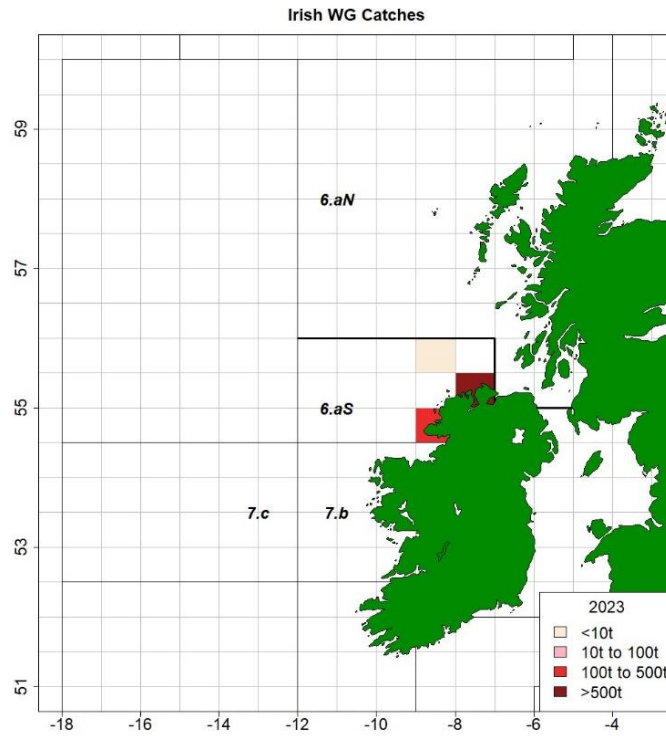 Irish WG Catches
59
57
55
53
51
6.aN
6.aS
7.c 7.b
2023
<10t
10t to 100t
100t to 500t
>500t
-18 -16 -14 -12 -10 -8 -6 -4